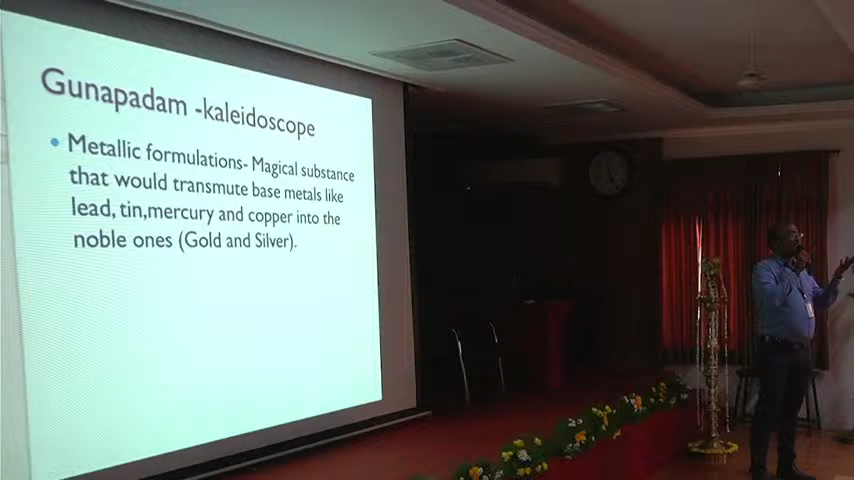 Gunapadam -kaleidoscope
Metallic formulations- Magical substance
that would transmute base metals like
lead, tin,mercury and copper into the
noble ones (Gold and Silver).